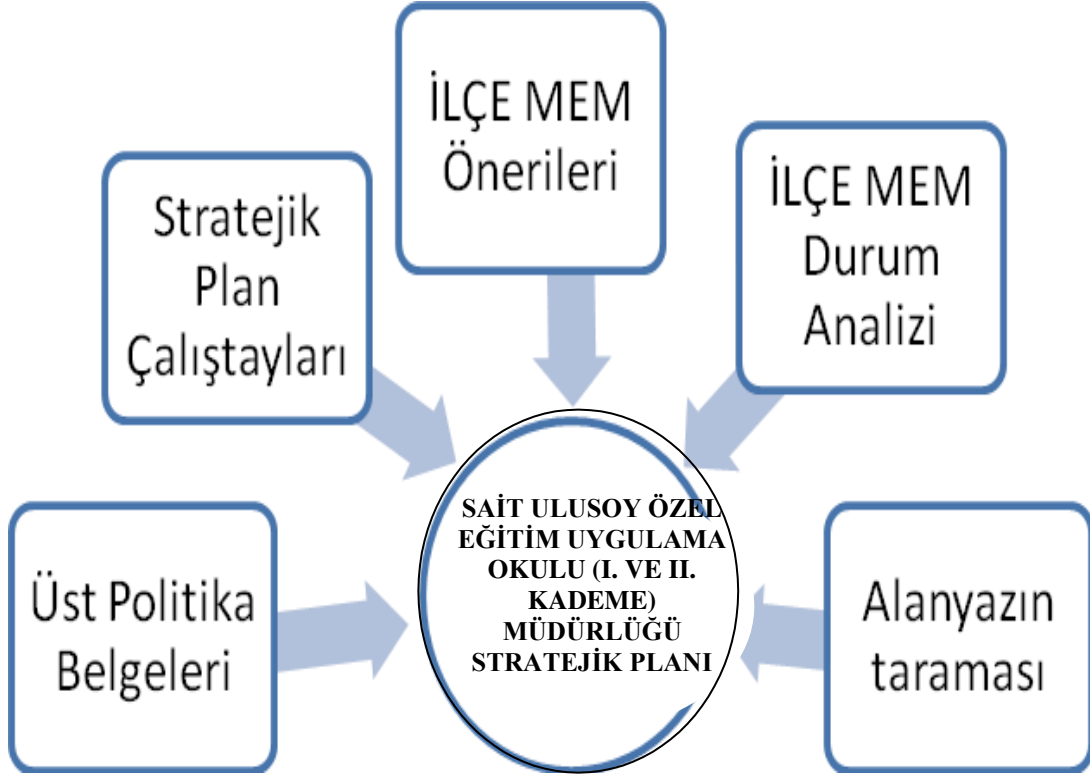 İLÇE MEM
Önerileri
Stratejik
Plan
Çalıştayları
İLÇE MEM
Durum
Analizi
Üst Politika
Belgeleri
SAİT ULUSOY ÖZEL
EĞİTİM UYGULAMA
OKULU (I. VE II.
KADEME)
MÜDÜRLÜĞÜ
STRATEJİK PLANI
Alanyazın
taraması